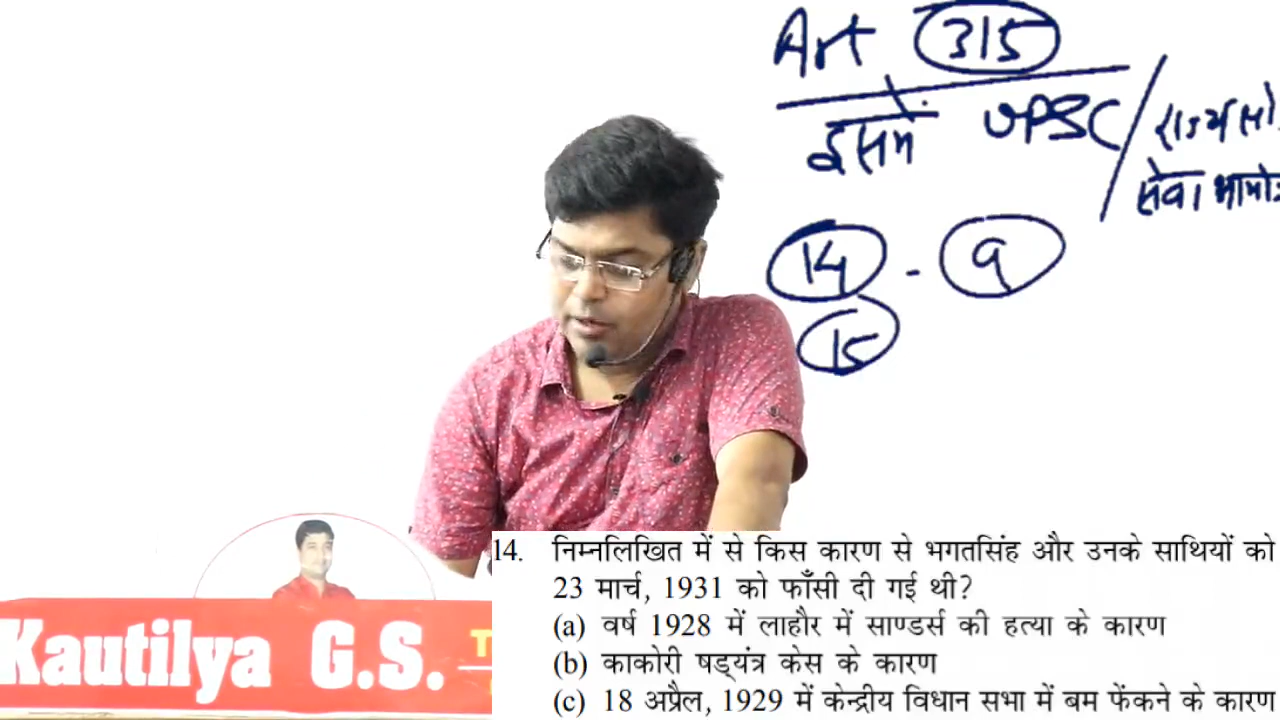 Art 315
इसमें UPSC / राज्य लो
सेवा आयो
14 - a
15
14. निम्नलिखित में से किस कारण से भगतसिंह और उनके साथियों को
23 मार्च, 1931 को फाँसी दी गई थी?
(a) वर्ष 1928 में लाहौर में साण्डर्स की हत्या के कारण
(b) काकोरी षड्यंत्र केस के कारण
(c) 18 अप्रैल, 1929 में केन्द्रीय विधान सभा में बम फेंकने के कारण
Kautilya G.S.
T